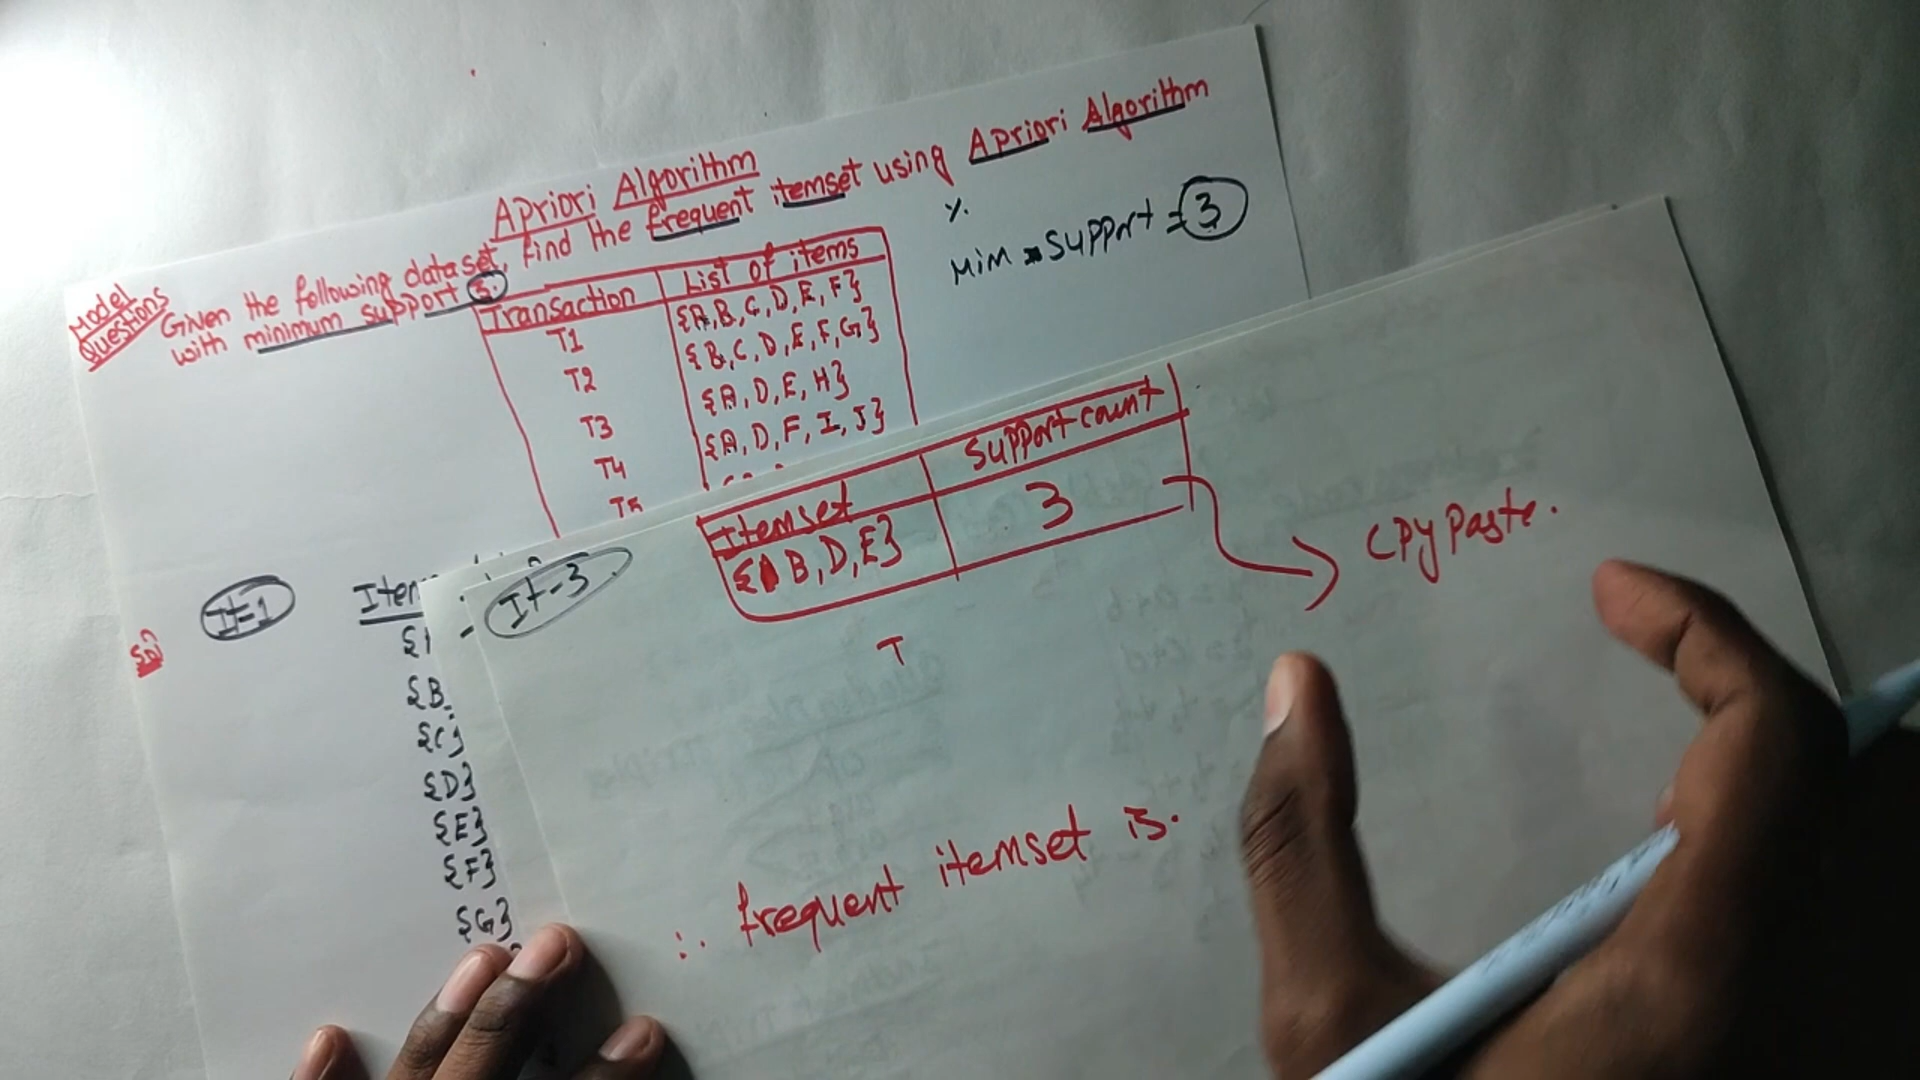 Apriori Algorithm
Model Questions
Given the following dataset, find the frequent itemset using Apriori Algorithm
with minimum support 3.
Transaction List of items
T1 {A,B,C,D,E,F}
T2 {B,C,D,E,F,G}
T3 {A,D,E,H}
T4 {A,D,F,I,J}
T5
Min support = 3
It=1
Sol
{B
{C}
{D}
{E}
{F}
{G}
It-3
Itemset Support count
{B,D,E} 3
CPY Paste.
T
∴ frequent itemset is.